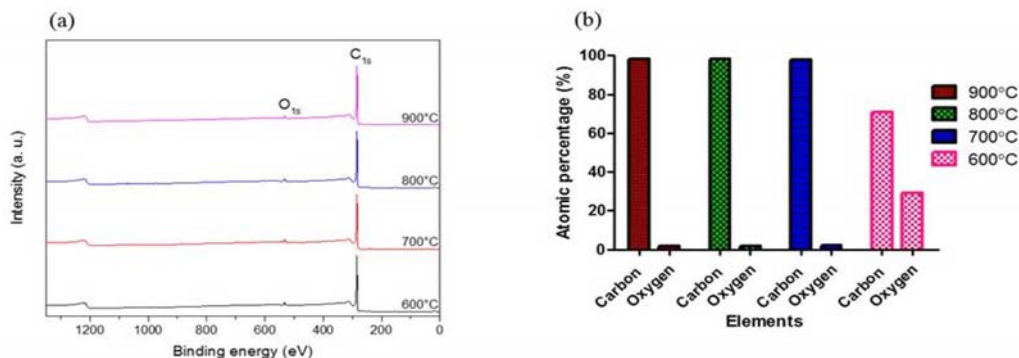 (a)
C1s
O1s
900°C
800°C
700°C
600°C
Intensity (a. u.)
1200 1000 800 600 400 200 0
Binding energy (eV)
(b)
100
80
60
40
20
0
Atomic percentage (%)
Carbon
Oxygen
Carbon
Oxygen
Carbon
Oxygen
Carbon
Oxygen
Elements
900°C
800°C
700°C
600°C